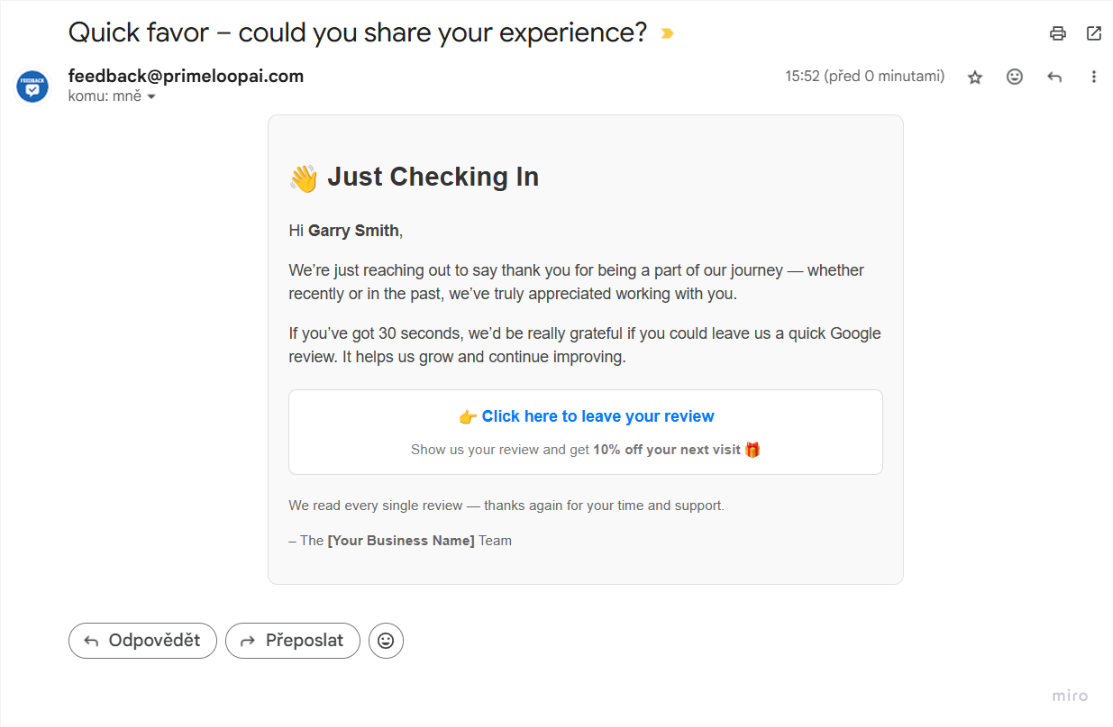 Quick favor – could you share your experience?
FEEDBACK
feedback@primeloopai.com
15:52 (před 0 minutami)
komu: mně
👋 Just Checking In
Hi Garry Smith,
We’re just reaching out to say thank you for being a part of our journey — whether
recently or in the past, we’ve truly appreciated working with you.
If you’ve got 30 seconds, we’d be really grateful if you could leave us a quick Google
review. It helps us grow and continue improving.
👉 Click here to leave your review
Show us your review and get 10% off your next visit 🎁
We read every single review — thanks again for your time and support.
– The [Your Business Name] Team
Odpovědět
Přeposlat
miro